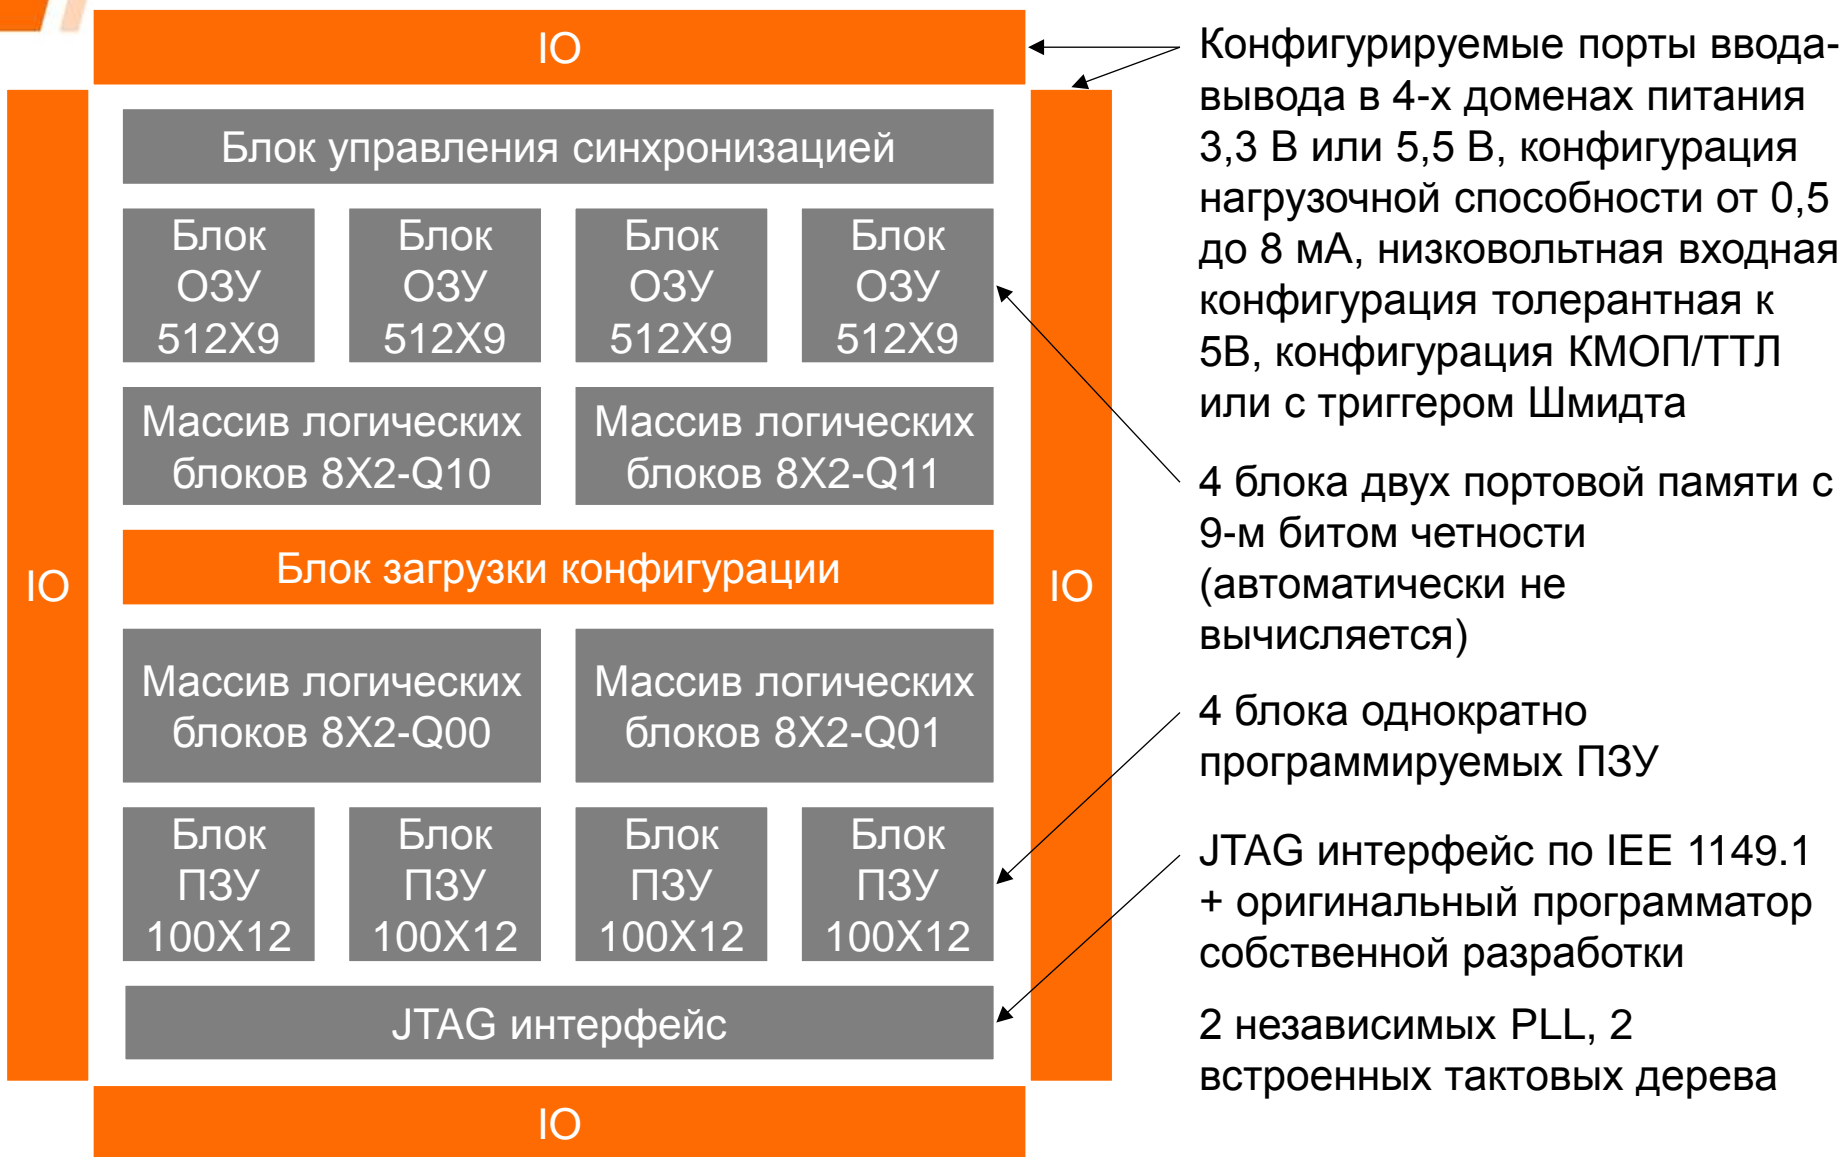 IO
Блок управления синхронизацией
Блок
ОЗУ
512X9
Блок
ОЗУ
512X9
Блок
ОЗУ
512X9
Блок
ОЗУ
512X9
Массив логических
блоков 8X2-Q10
Массив логических
блоков 8X2-Q11
IO
Блок загрузки конфигурации
IO
Массив логических
блоков 8X2-Q00
Массив логических
блоков 8X2-Q01
Блок
ПЗУ
100X12
Блок
ПЗУ
100X12
Блок
ПЗУ
100X12
Блок
ПЗУ
100X12
JTAG интерфейс
IO
Конфигурируемые порты ввода-
вывода в 4-х доменах питания
3,3 В или 5,5 В, конфигурация
нагрузочной способности от 0,5
до 8 мА, низковольтная входная
конфигурация толерантная к
5В, конфигурация КМОП/ТТЛ
или с триггером Шмидта
4 блока двух портовой памяти с
9-м битом четности
(автоматически не
вычисляется)
4 блока однократно
программируемых ПЗУ
JTAG интерфейс по IEE 1149.1
+ оригинальный программатор
собственной разработки
2 независимых PLL, 2
встроенных тактовых дерева